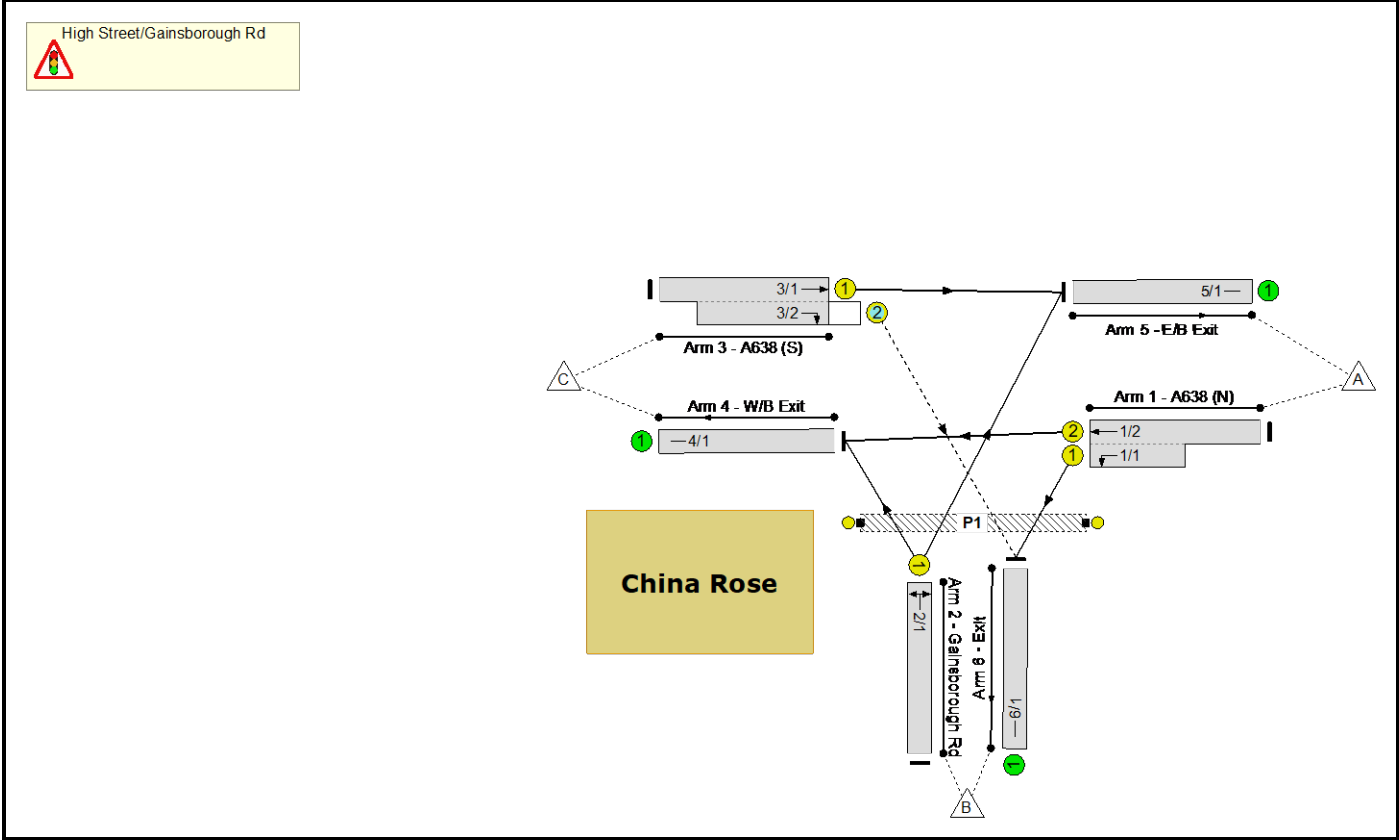 High Street/Gainsborough Rd
3/1
1
5/1
1
3/2
2
Arm 5 - E/B Exit
Arm 3 - A638 (S)
C
A
Arm 4 - W/B Exit
Arm 1 - A638 (N)
1
4/1
2
1/2
1
1/1
P1
1
China Rose
2/1
Arm 2 - Gainsborough Rd
Arm 6 - Exit
6/1
1
B